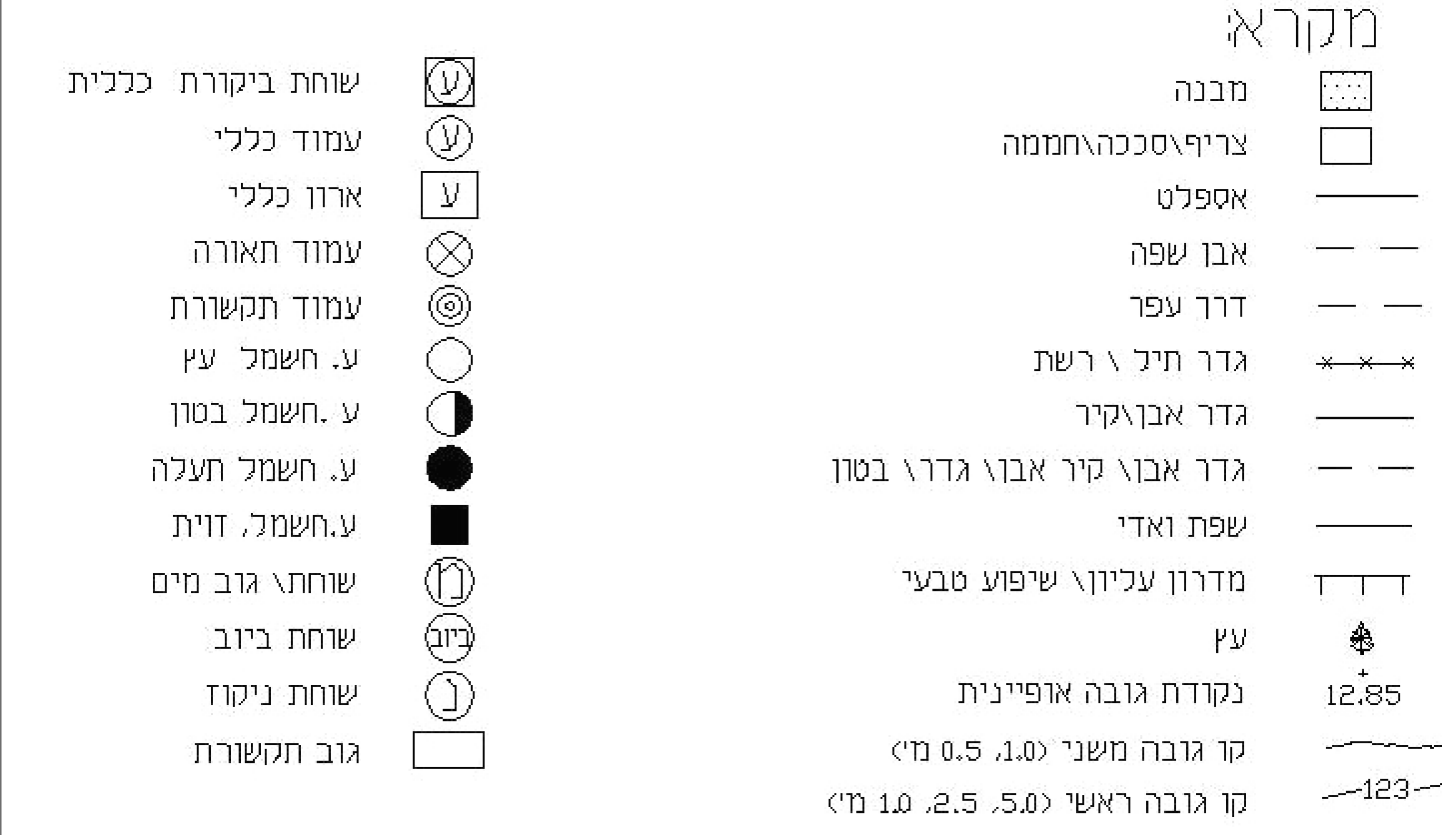 מקרא:
מבנה
צריף\סככה\חממה
אספלט
אבן שפה
דרך עפר
גדר תיל \ רשת
גדר אבן\קיר
גדר אבן\ קיר אבן\ גדר\ בטון
שפת ואדי
מדרון עליון\ שיפוע טבעי
עץ
נקודת גובה אופיינית 12.85
קו גובה משני (1.0, 0.5 מ')
קו גובה ראשי (5.0, 2.5, 1.0 מ') 123
שוחת ביקורת כללית ע
עמוד כללי ע
ארון כללי ע
עמוד תאורה
עמוד תקשורת
ע. חשמל עץ
ע .חשמל בטון
ע. חשמל תעלה
ע.חשמל, זוית
שוחת\ גוב מים מ
שוחת ביוב ביוב
שוחת ניקוז נ
גוב תקשורת